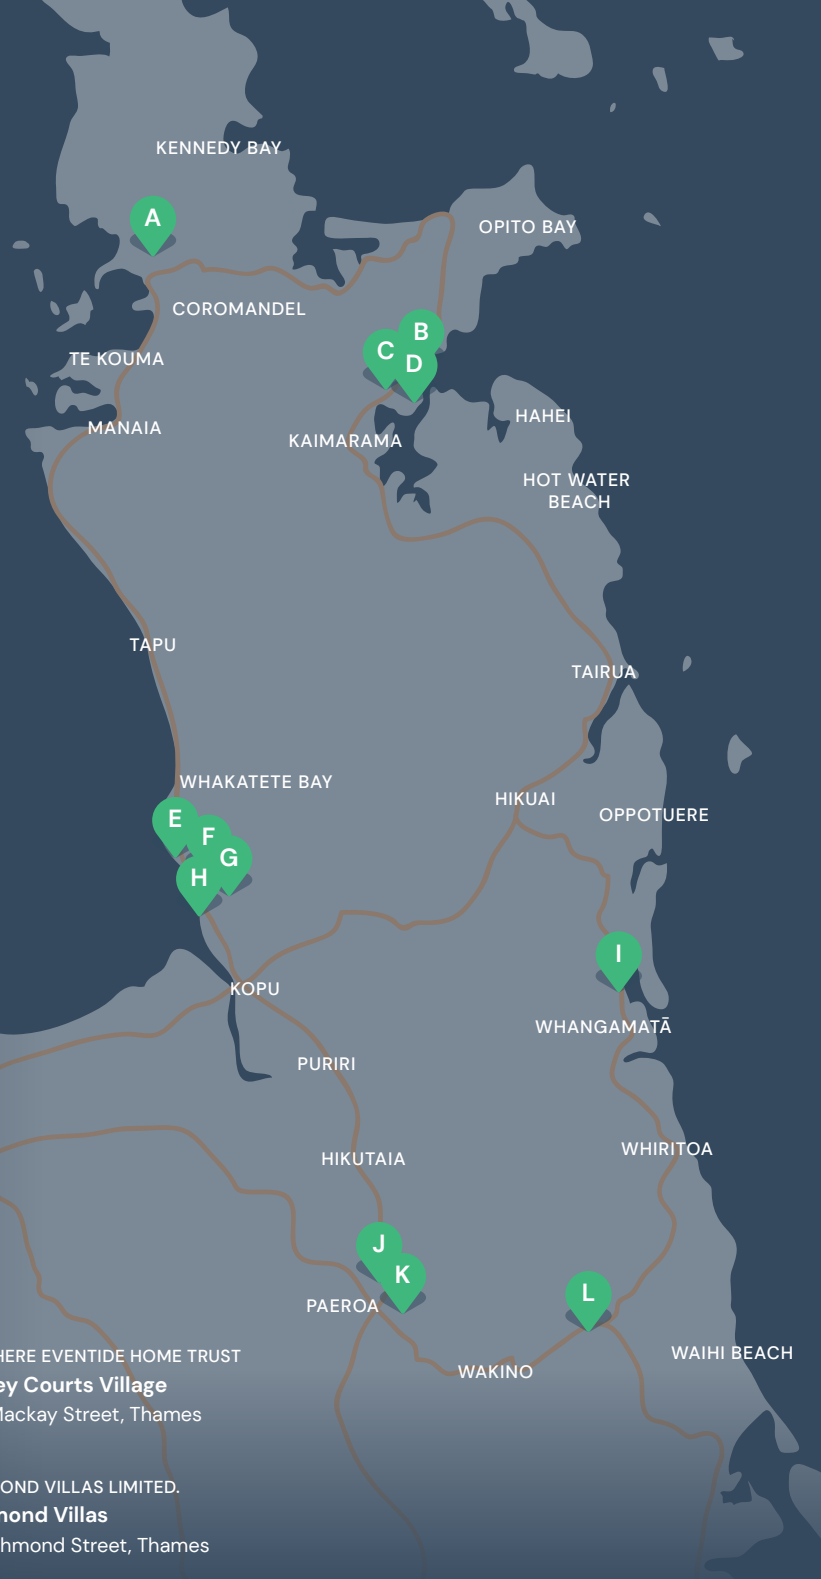 KENNEDY BAY
A
OPITO BAY
COROMANDEL
B
C
D
TE KOUMA
HAHEI
MANAIA
KAIMARAMA
HOT WATER
BEACH
TAPU
TAIRUA
WHAKATETE BAY
HIKUAI
OPPOTUERE
E
F
G
H
I
KOPU
WHANGAMATĀ
PURIRI
WHIRITOA
HIKUTAIA
J
K
L
PAEROA
WAIHI BEACH
WAKINO
HERE EVENTIDE HOME TRUST
ey Courts Village
Mackay Street, Thames
OND VILLAS LIMITED.
mond Villas
hmond Street, Thames